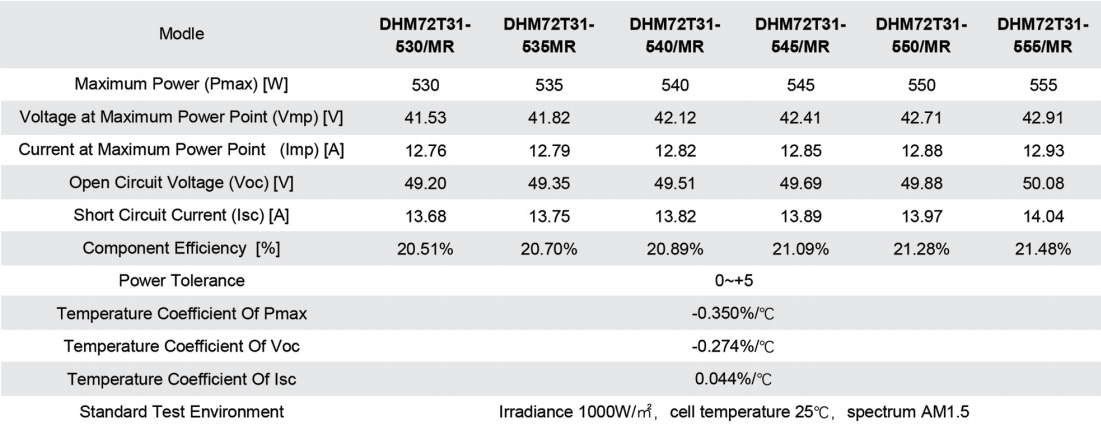 Modle DHM72T31-530/MR DHM72T31-535MR DHM72T31-540/MR DHM72T31-545/MR DHM72T31-550/MR DHM72T31-555/MR
Maximum Power (Pmax) [W] 530 535 540 545 550 555
Voltage at Maximum Power Point (Vmp) [V] 41.53 41.82 42.12 42.41 42.71 42.91
Current at Maximum Power Point (Imp) [A] 12.76 12.79 12.82 12.85 12.88 12.93
Open Circuit Voltage (Voc) [V] 49.20 49.35 49.51 49.69 49.88 50.08
Short Circuit Current (Isc) [A] 13.68 13.75 13.82 13.89 13.97 14.04
Component Efficiency [%] 20.51% 20.70% 20.89% 21.09% 21.28% 21.48%
Power Tolerance 0~+5
Temperature Coefficient Of Pmax -0.350%/℃
Temperature Coefficient Of Voc -0.274%/℃
Temperature Coefficient Of Isc 0.044%/℃
Standard Test Environment Irradiance 1000W/㎡, cell temperature 25℃, spectrum AM1.5